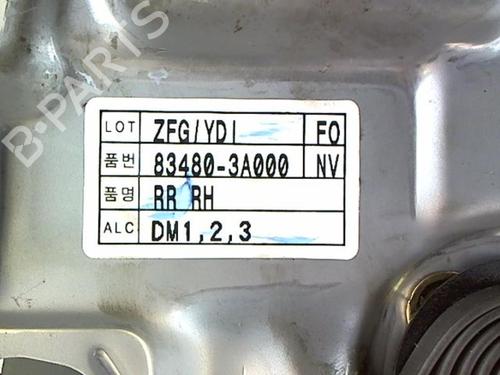 LOT ZFG/YDI FO
품번 83480-3A000 NV
품명 RR RH
ALC DM1,2,3
B-PARTS